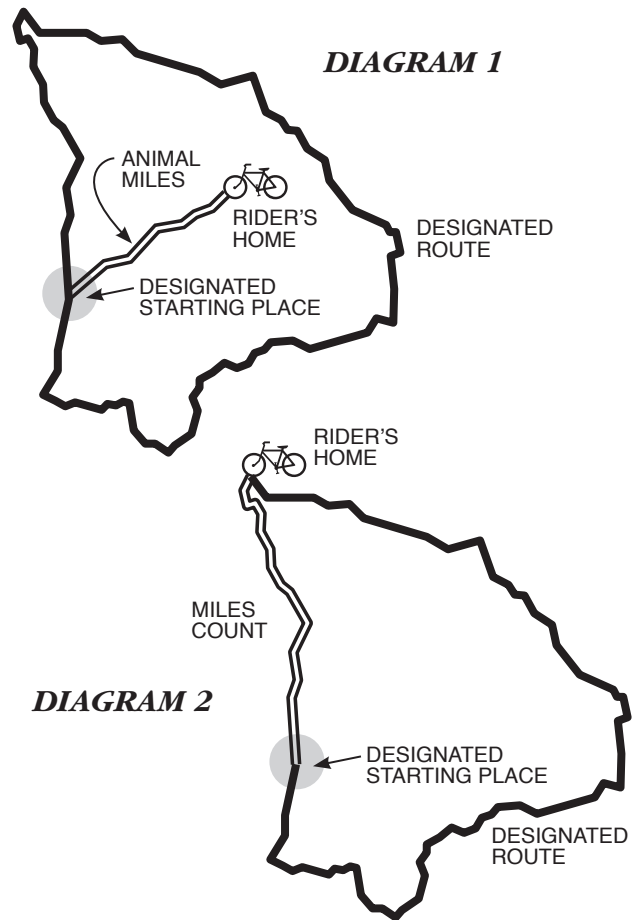 DIAGRAM 1
ANIMAL
MILES
RIDER'S
HOME
DESIGNATED
ROUTE
DESIGNATED
STARTING PLACE
RIDER'S
HOME
MILES
COUNT
DIAGRAM 2
DESIGNATED
STARTING PLACE
DESIGNATED
ROUTE